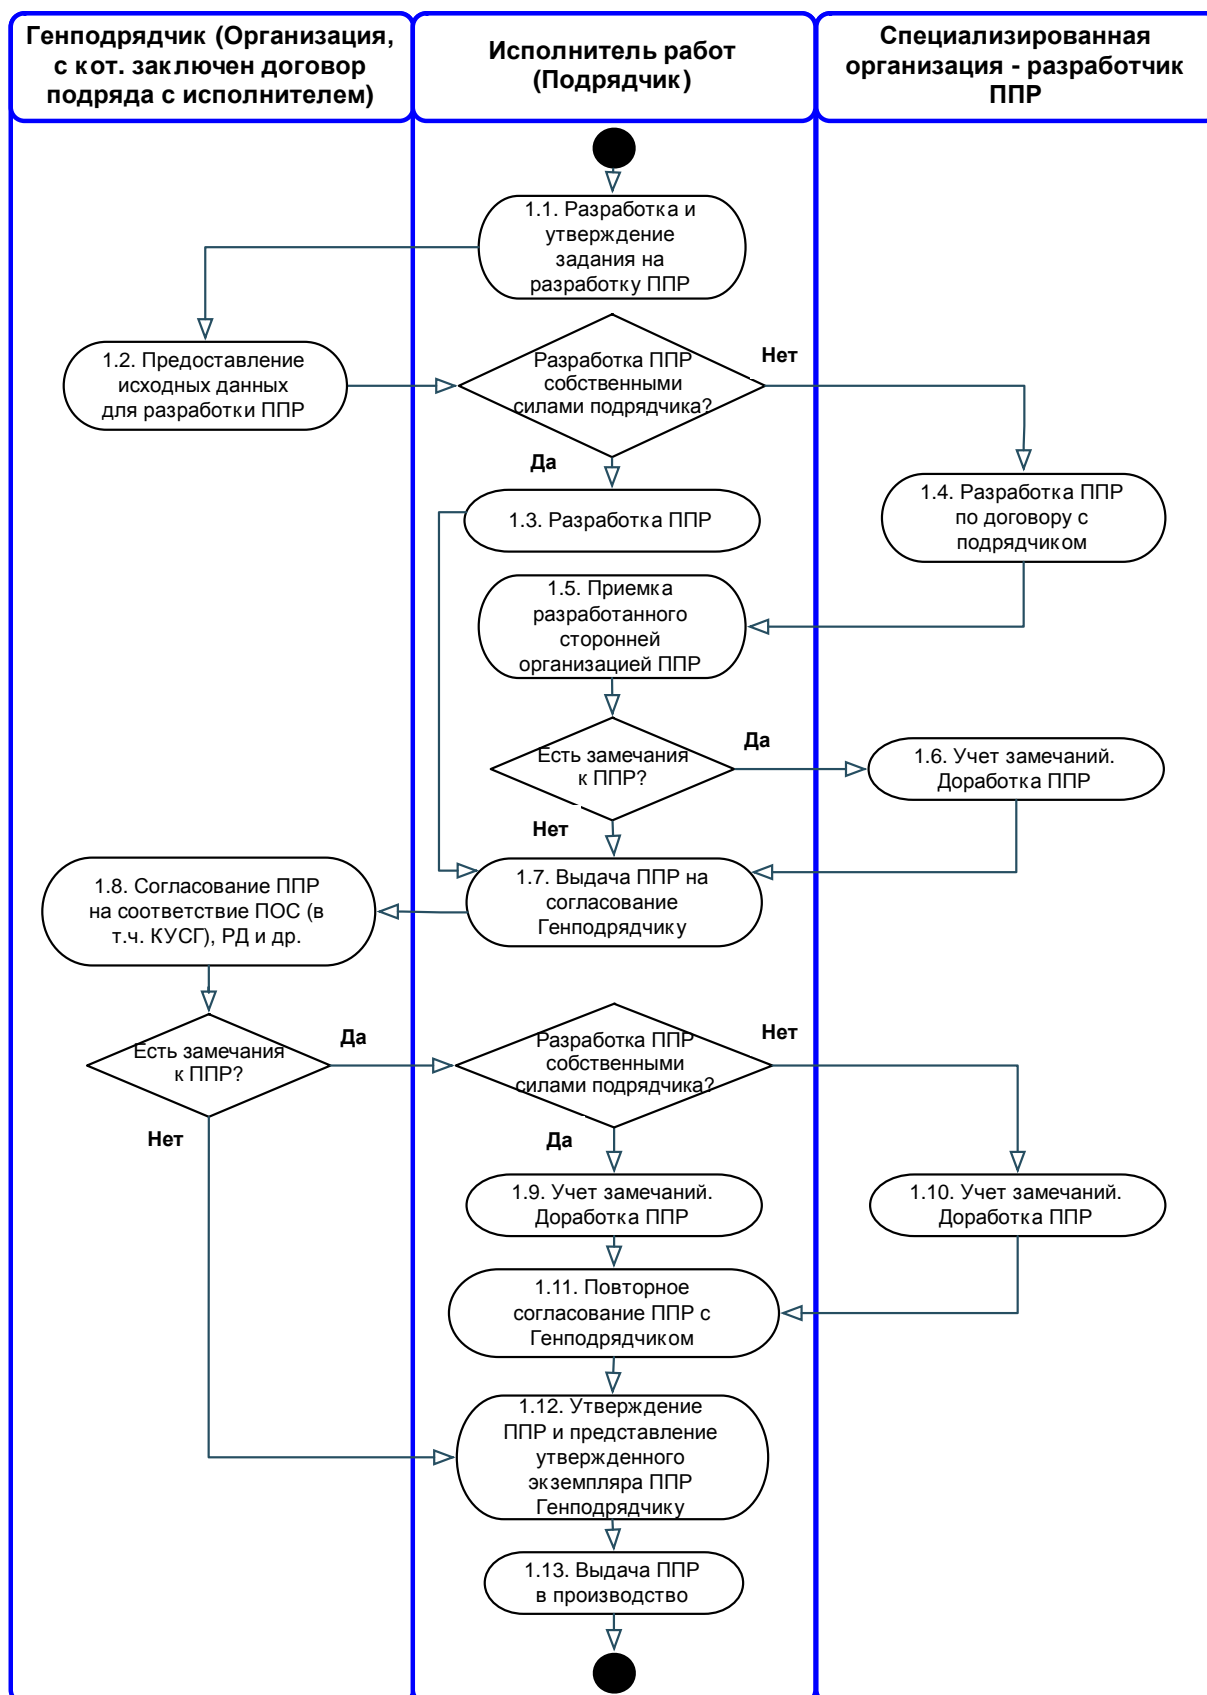 Генподрядчик (Организация,
с кот. заключен договор
подряда с исполнителем)
Исполнитель работ
(Подрядчик)
Специализированная
организация - разработчик
ППР
1.1. Разработка и
утверждение
задания на
разработку ППР
1.2. Предоставление
исходных данных
для разработки ППР
Разработка ППР
собственными
силами подрядчика?
Нет
Да
1.3. Разработка ППР
1.4. Разработка ППР
по договору с
подрядчиком
1.5. Приемка
разработанного
сторонней
организацией ППР
Есть замечания
к ППР?
Да
1.6. Учет замечаний.
Доработка ППР
Нет
1.7. Выдача ППР на
согласование
Генподрядчику
1.8. Согласование ППР
на соответствие ПОС (в
т.ч. КУСГ), РД и др.
Есть замечания
к ППР?
Да
Нет
Разработка ППР
собственными
силами подрядчика?
Нет
Да
1.9. Учет замечаний.
Доработка ППР
1.10. Учет замечаний.
Доработка ППР
1.11. Повторное
согласование ППР с
Генподрядчиком
1.12. Утверждение
ППР и представление
утвержденного
экземпляра ППР
Генподрядчику
1.13. Выдача ППР
в производство